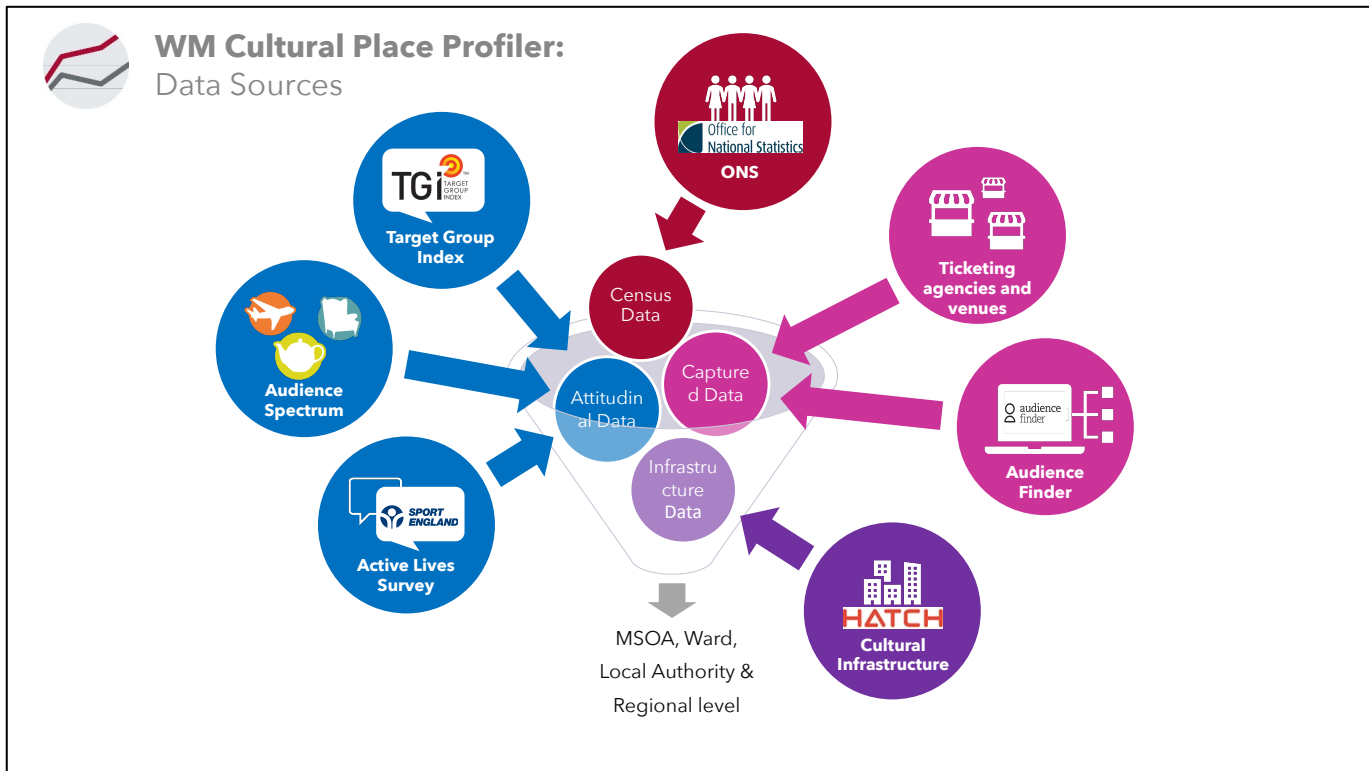 WM Cultural Place Profiler:
Data Sources
Office for
National Statistics
ONS
TGi™
TARGET
GROUP
INDEX
Target Group
Index
Ticketing
agencies and
venues
Census
Data
Audience
Spectrum
Attitudin
al Data
Capture
d Data
audience
finder
Audience
Finder
Infrastru
cture
Data
SPORT
ENGLAND
Active Lives
Survey
HATCH
Cultural
Infrastructure
MSOA, Ward,
Local Authority &
Regional level